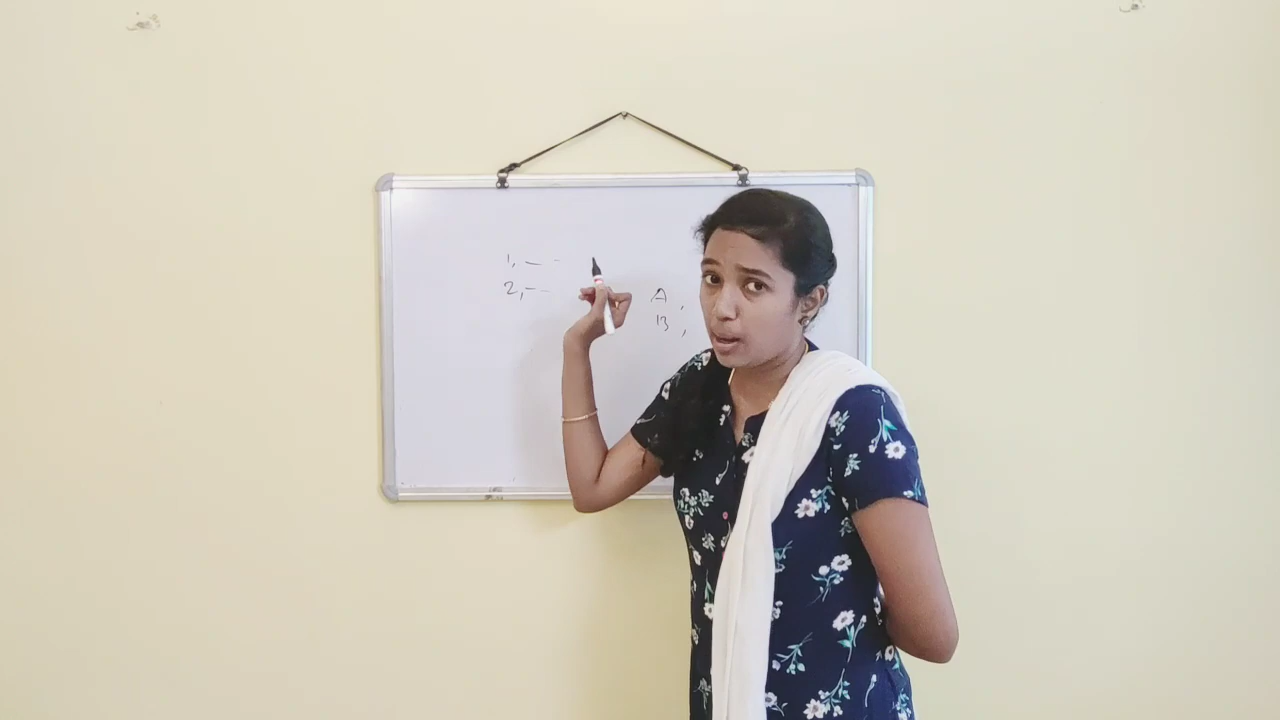 1, — -
2, — -
A ,
B ,